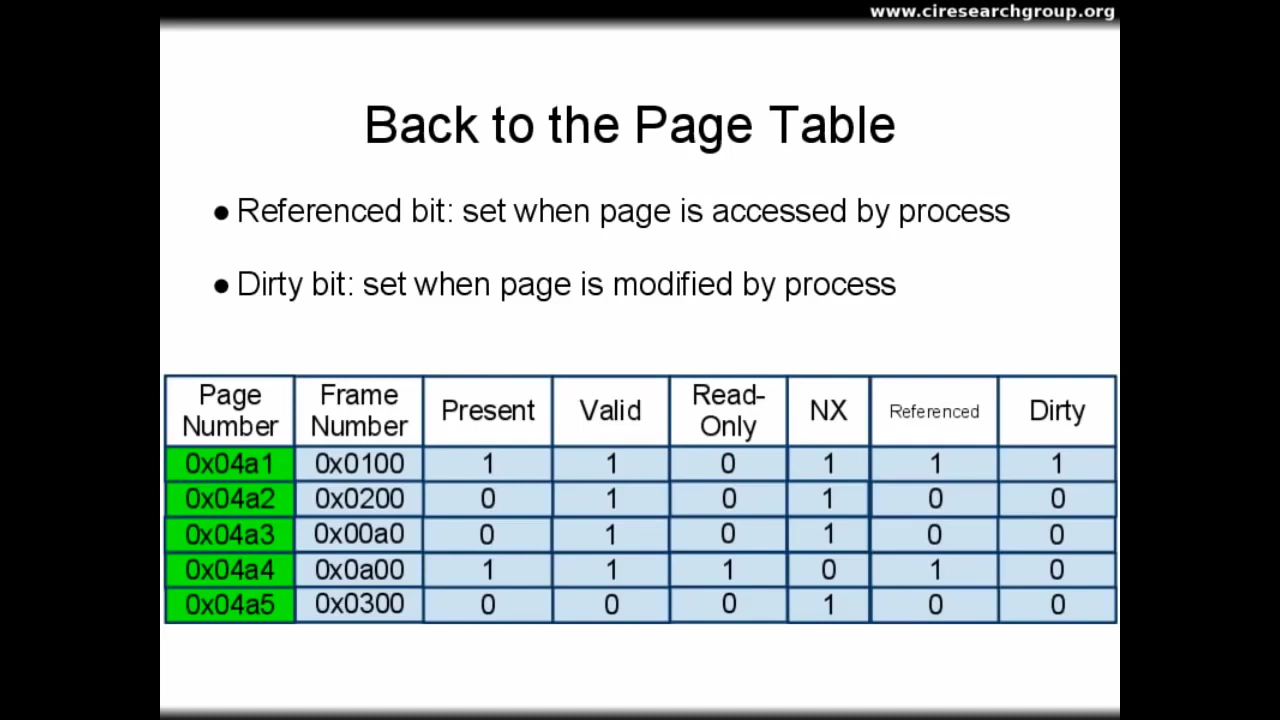 www.ciresearchgroup.org
Back to the Page Table
● Referenced bit: set when page is accessed by process
● Dirty bit: set when page is modified by process
Page Number Frame Number Present Valid Read-Only NX Referenced Dirty
0x04a1 0x0100 1 1 0 1 1 1
0x04a2 0x0200 0 1 0 1 0 0
0x04a3 0x00a0 0 1 0 1 0 0
0x04a4 0x0a00 1 1 1 0 1 0
0x04a5 0x0300 0 0 0 1 0 0